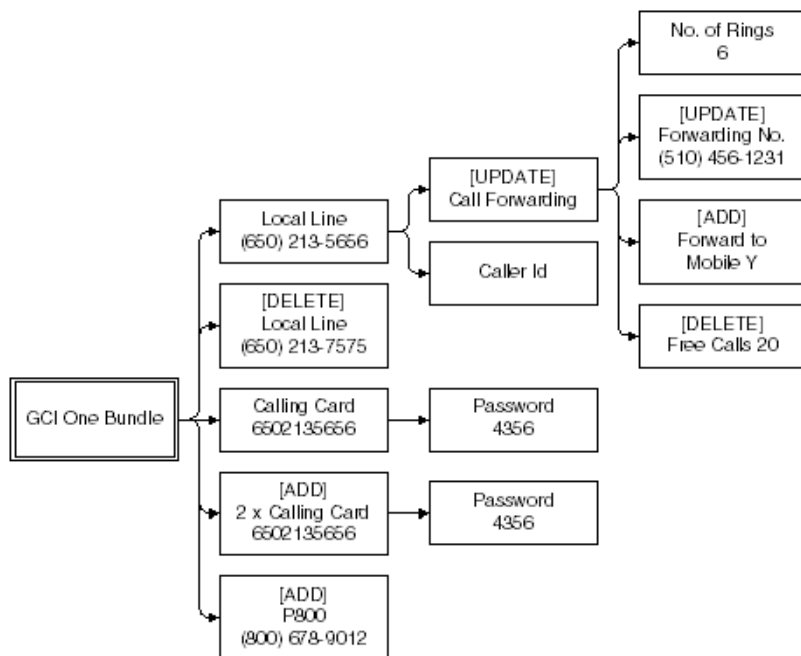 No. of Rings
6
[UPDATE]
Forwarding No.
(510) 456-1231
[UPDATE]
Call Forwarding
[ADD]
Forward to
Mobile Y
Local Line
(650) 213-5656
Caller Id
[DELETE]
Free Calls 20
[DELETE]
Local Line
(650) 213-7575
GCI One Bundle
Calling Card
6502135656
Password
4356
[ADD]
2 x Calling Card
6502135656
Password
4356
[ADD]
P800
(800) 678-9012